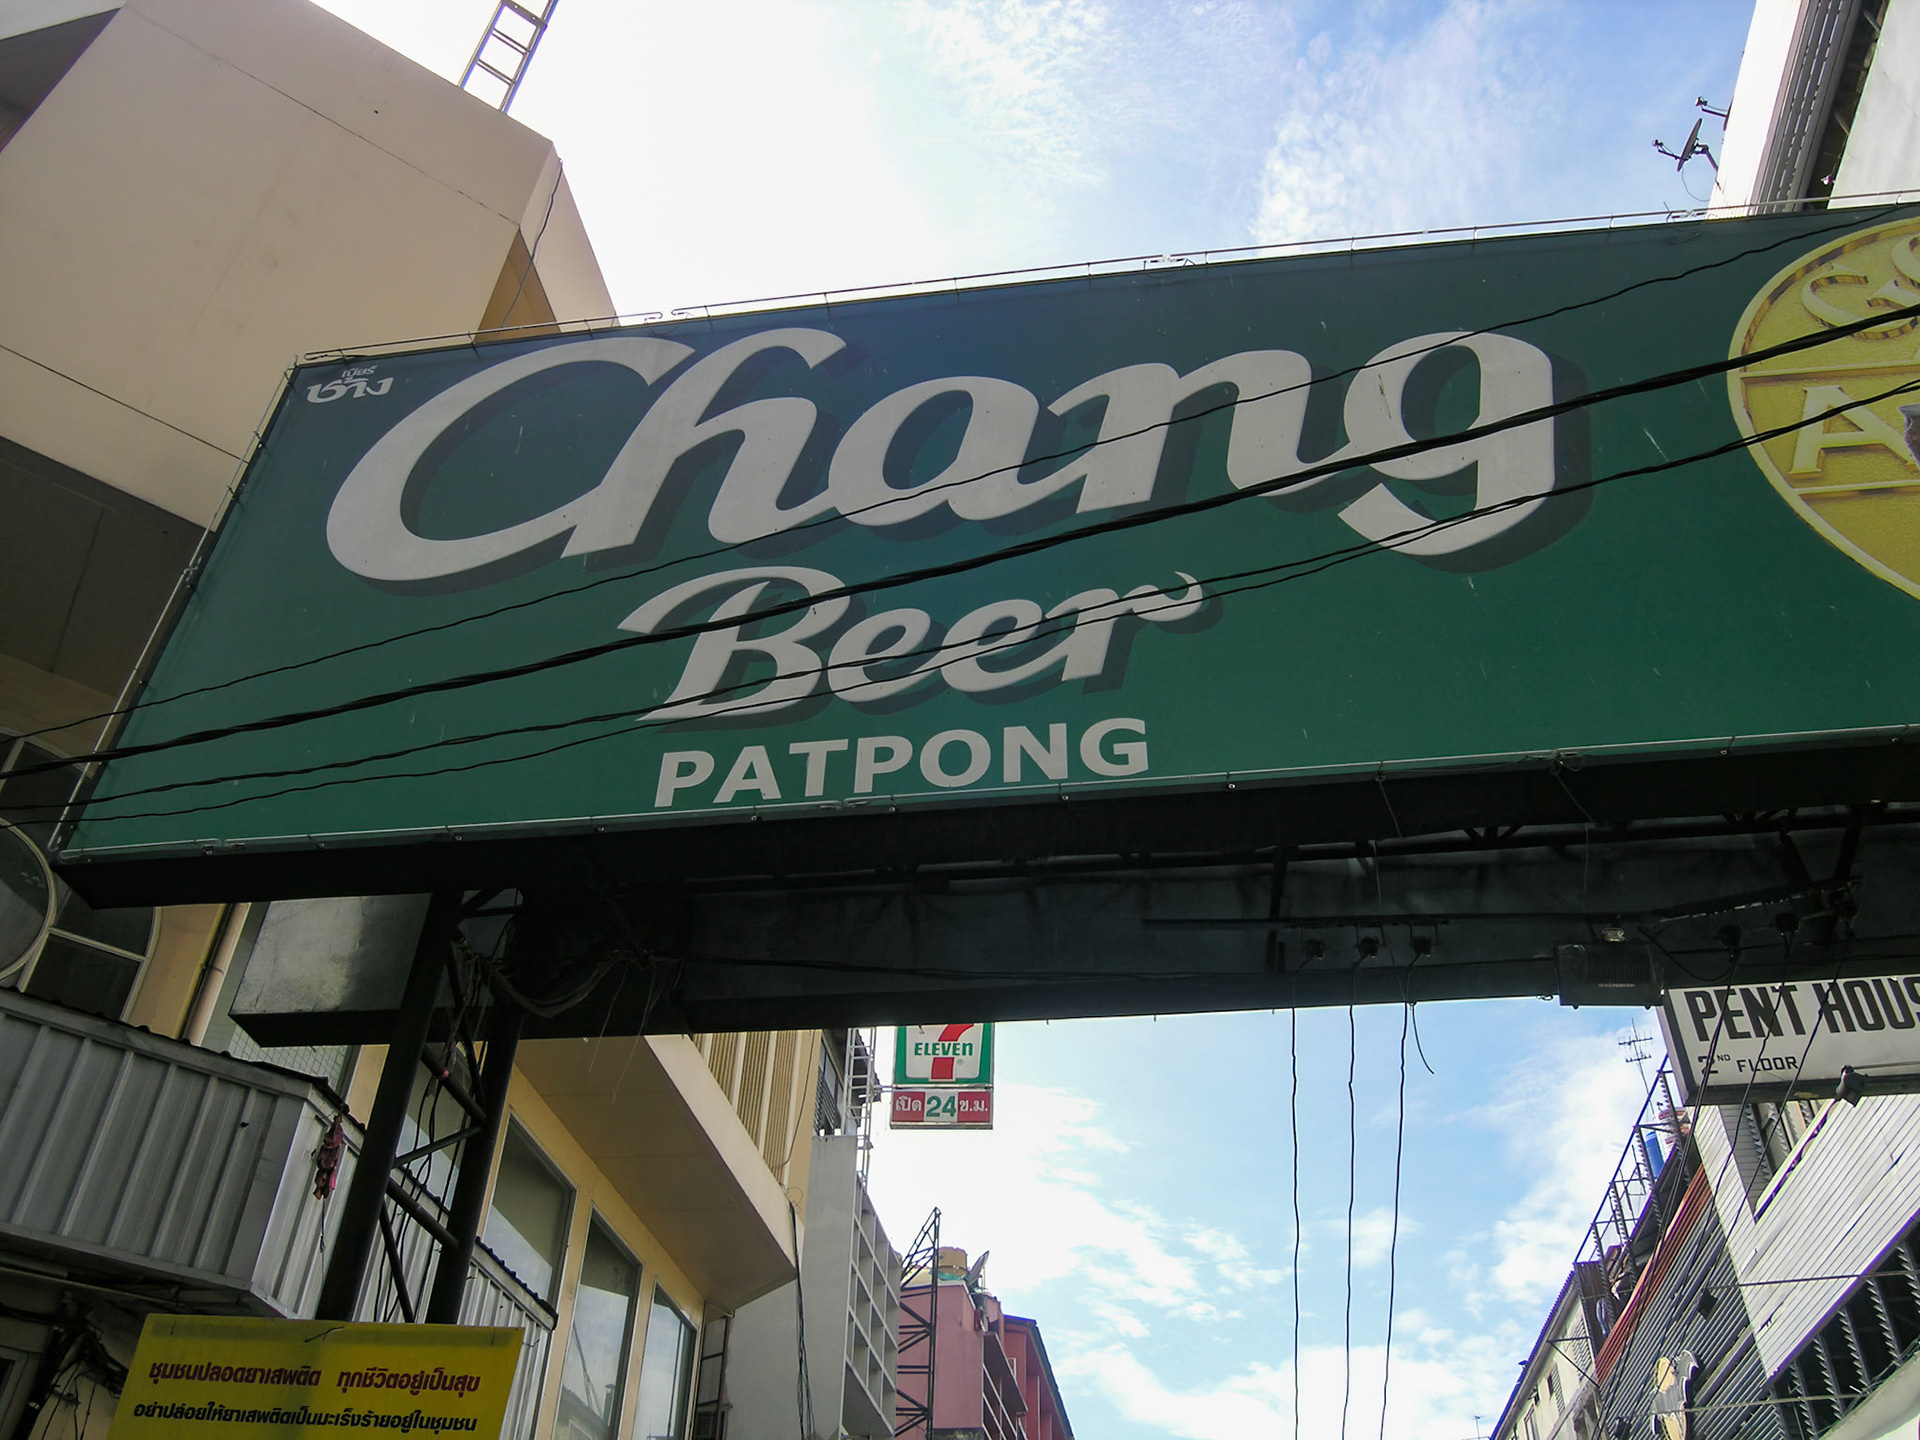 เบียร์
ช้าง
Chang
Beer
PATPONG
A
7
ELEVEN
เปิด 24 ช.ม.
PENT HOUS
2ND FLOOR
ชุมชนปลอดยาเสพติด ทุกชีวิตอยู่เป็นสุข
อย่าปล่อยให้ยาเสพติดเป็นมะเร็งร้ายอยู่ในชุมชน